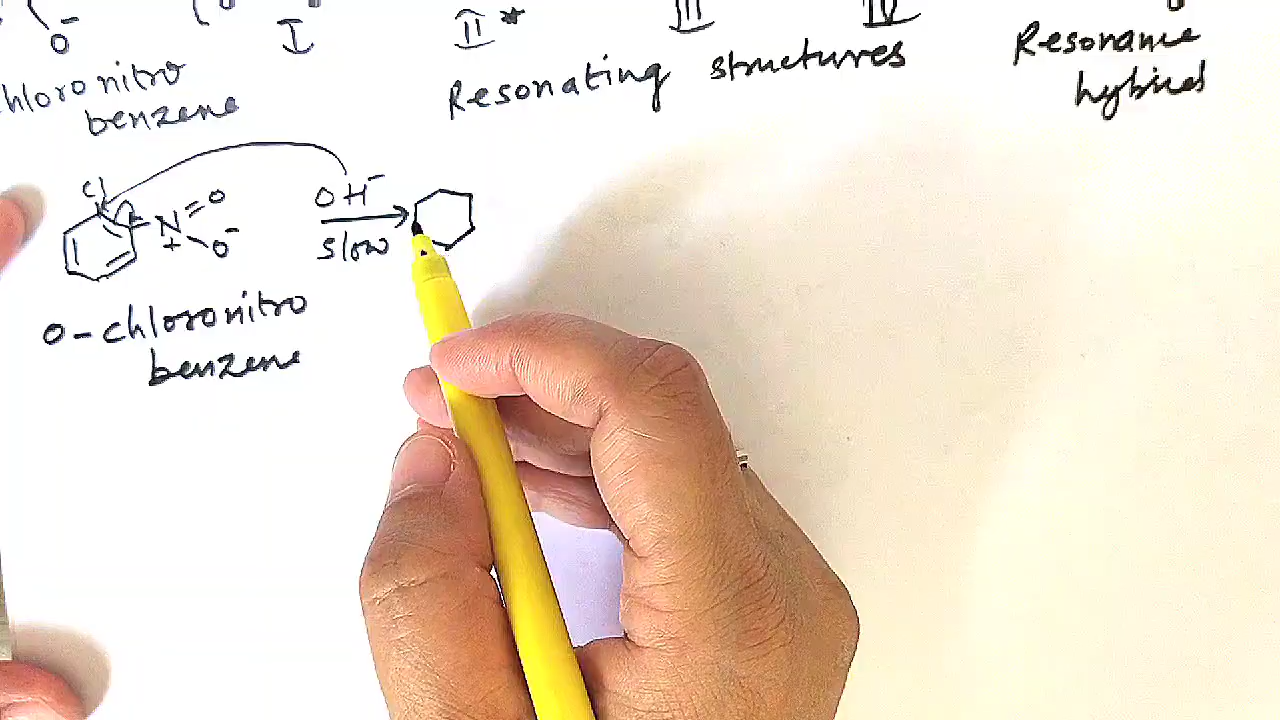 O⁻
I
II*
III
IV
chloronitro
benzene
Resonating structures
Resonance
hybrid
Cl
N
+
O
O⁻
OH⁻
slow
o-chloronitro
benzene